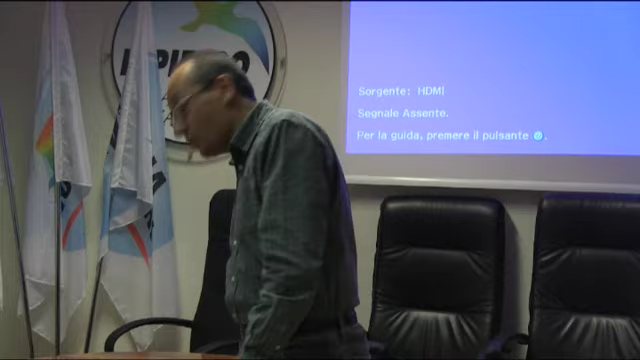 Sorgente: HDMI
Segnale Assente.
Per la guida, premere il pulsante